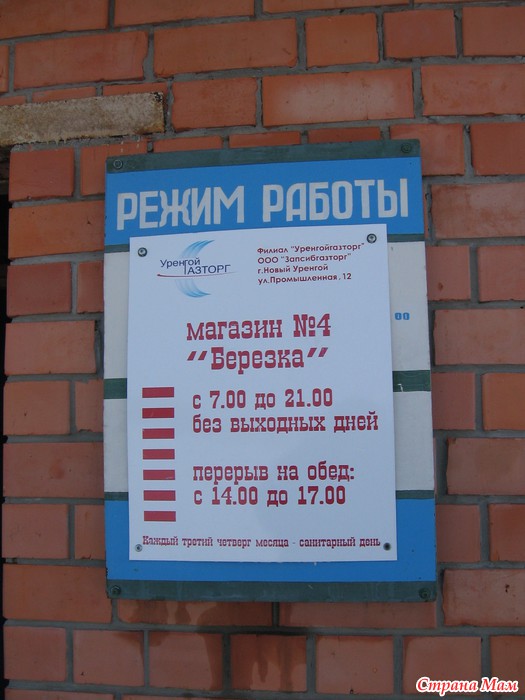 РЕЖИМ РАБОТЫ
Уренгой
ГАЗТОРГ
Филиал "Уренгойгазторг"
ООО "Запсибгазторг"
г.Новый Уренгой
ул.Промышленная, 12
00
магазин №4
"Березка"
с 7.00 до 21.00
без выходных дней
перерыв на обед:
с 14.00 до 17.00
Каждый третий четверг месяца - санитарный день
Страна Мам